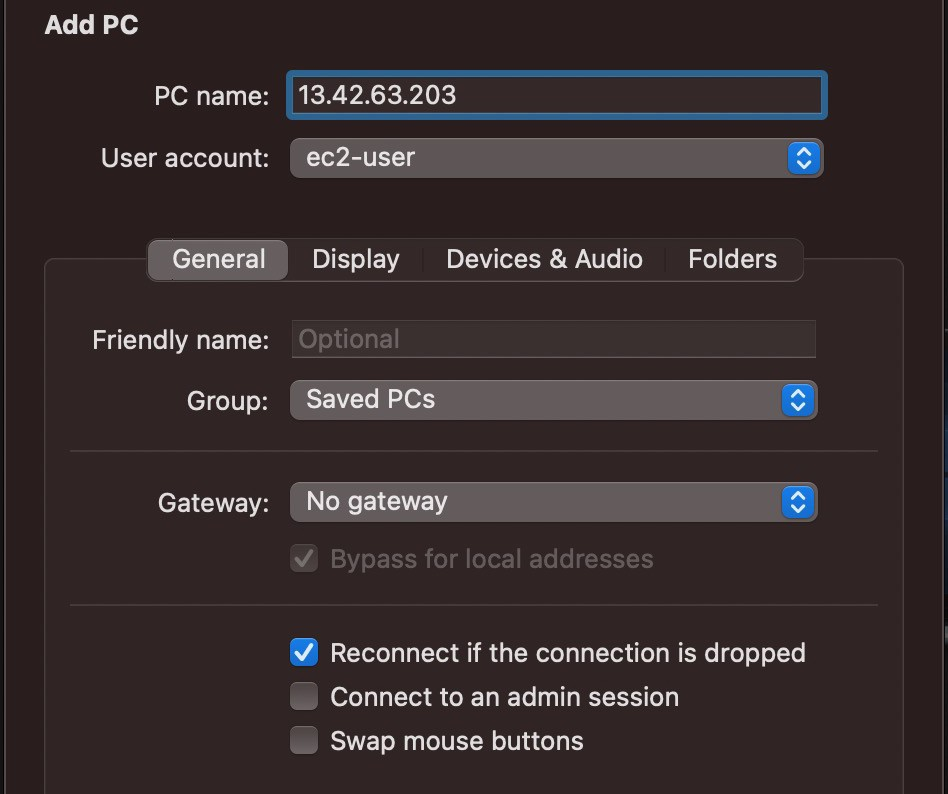 Add PC
PC name: 13.42.63.203
User account: ec2-user
General Display Devices & Audio Folders
Friendly name: Optional
Group: Saved PCs
Gateway: No gateway
Bypass for local addresses
Reconnect if the connection is dropped
Connect to an admin session
Swap mouse buttons